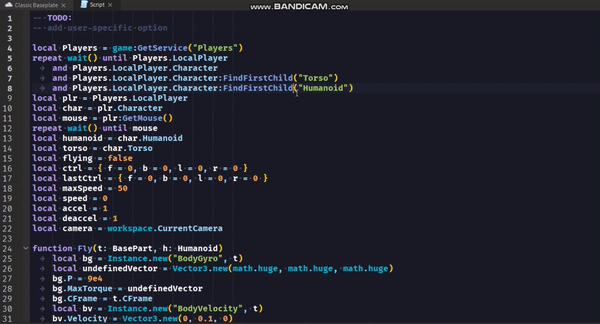 www.BANDICAM.com
Classic Baseplate × Script ×
1 -- TODO:
2 -- add user-specific option
3
4 local Players = game:GetService("Players")
5 repeat wait() until Players.LocalPlayer
6 and Players.LocalPlayer.Character
7 and Players.LocalPlayer.Character:FindFirstChild("Torso")
8 and Players.LocalPlayer.Character:FindFirstChild("Humanoid")
9 local plr = Players.LocalPlayer
10 local char = plr.Character
11 local mouse = plr:GetMouse()
12 repeat wait() until mouse
13 local humanoid = char.Humanoid
14 local torso = char.Torso
15 local flying = false
16 local ctrl = { f = 0, b = 0, l = 0, r = 0 }
17 local lastCtrl = { f = 0, b = 0, l = 0, r = 0 }
18 local maxSpeed = 50
19 local speed = 0
20 local accel = 1
21 local deaccel = 1
22 local camera = workspace.CurrentCamera
23
24 function Fly(t: BasePart, h: Humanoid)
25 local bg = Instance.new("BodyGyro", t)
26 local undefinedVector = Vector3.new(math.huge, math.huge, math.huge)
27 bg.P = 9e4
28 bg.MaxTorque = undefinedVector
29 bg.CFrame = t.CFrame
30 local bv = Instance.new("BodyVelocity", t)
31 bv.Velocity = Vector3.new(0, 0.1, 0)